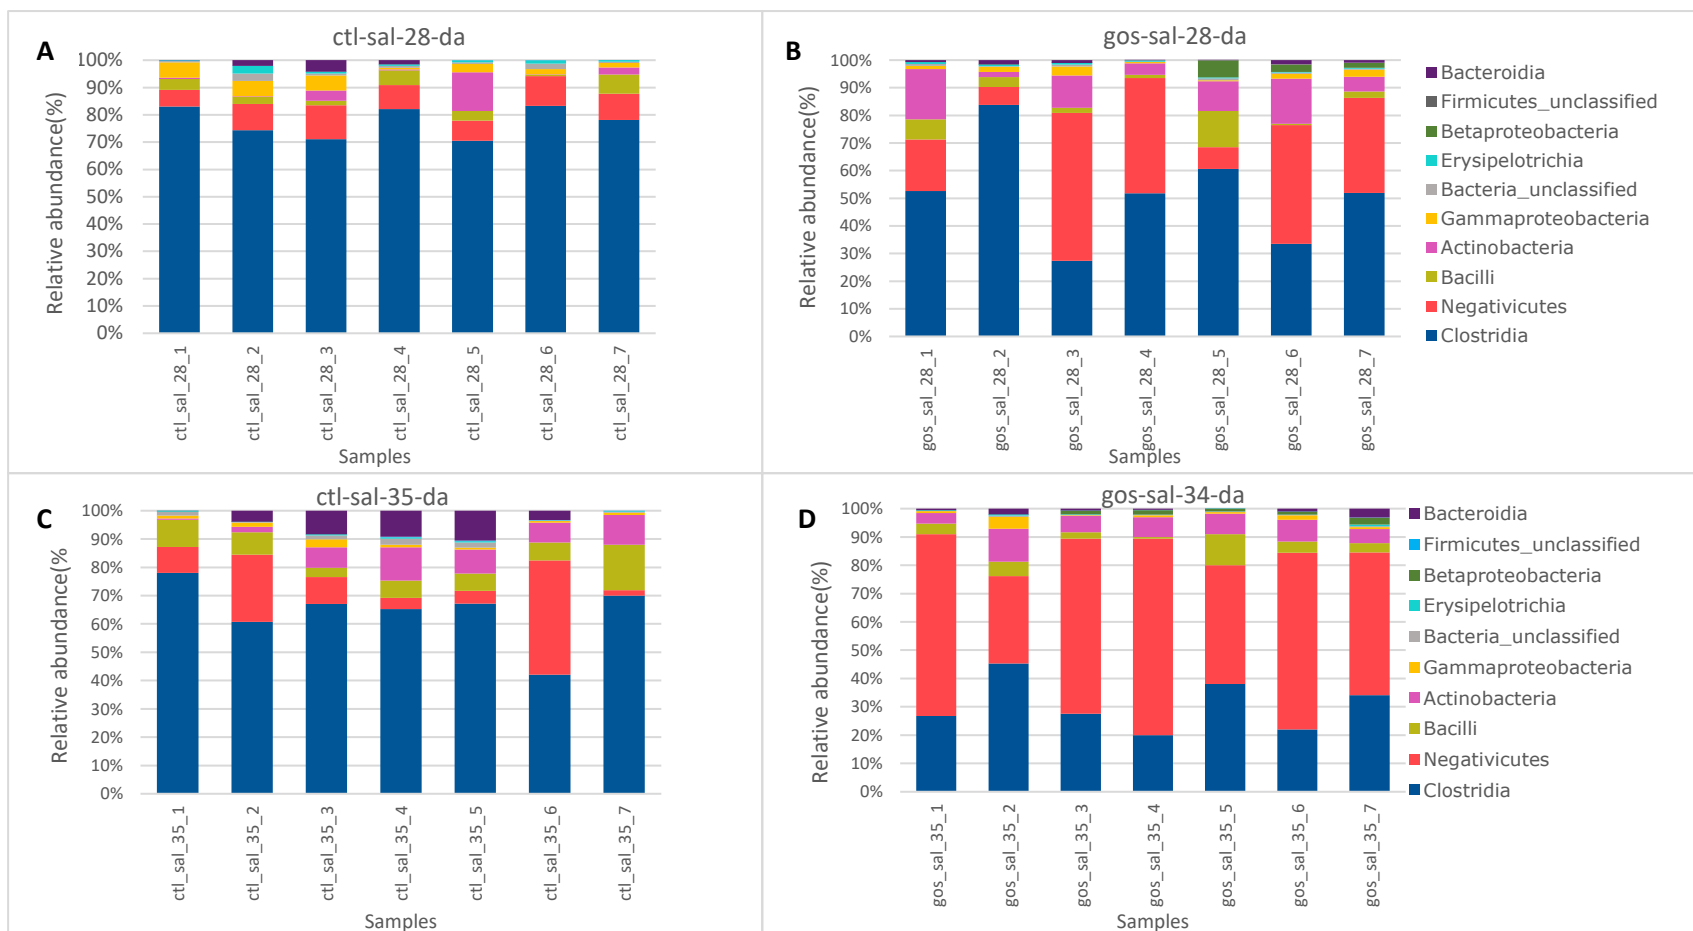 A
ctl-sal-28-da
Relative abundance(%)
100%
90%
80%
70%
60%
50%
40%
30%
20%
10%
0%
ctl_sal_28_1
ctl_sal_28_2
ctl_sal_28_3
ctl_sal_28_4
ctl_sal_28_5
ctl_sal_28_6
ctl_sal_28_7
Samples
B
gos-sal-28-da
Relative abundance(%)
100%
90%
80%
70%
60%
50%
40%
30%
20%
10%
0%
gos_sal_28_1
gos_sal_28_2
gos_sal_28_3
gos_sal_28_4
gos_sal_28_5
gos_sal_28_6
gos_sal_28_7
Samples
Bacteroidia
Firmicutes_unclassified
Betaproteobacteria
Erysipelotrichia
Bacteria_unclassified
Gammaproteobacteria
Actinobacteria
Bacilli
Negativicutes
Clostridia
C
ctl-sal-35-da
Relative abundance(%
100%
90%
80%
70%
60%
50%
40%
30%
20%
10%
0%
ctl_sal_35_1
ctl_sal_35_2
ctl_sal_35_3
ctl_sal_35_4
ctl_sal_35_5
ctl_sal_35_6
ctl_sal_35_7
Samples
D
gos-sal-34-da
Relative abundance(%)
100%
90%
80%
70%
60%
50%
40%
30%
20%
10%
0%
gos_sal_35_1
gos_sal_35_2
gos_sal_35_3
gos_sal_35_4
gos_sal_35_5
gos_sal_35_6
gos_sal_35_7
Samples
Bacteroidia
Firmicutes_unclassified
Betaproteobacteria
Erysipelotrichia
Bacteria_unclassified
Gammaproteobacteria
Actinobacteria
Bacilli
Negativicutes
Clostridia